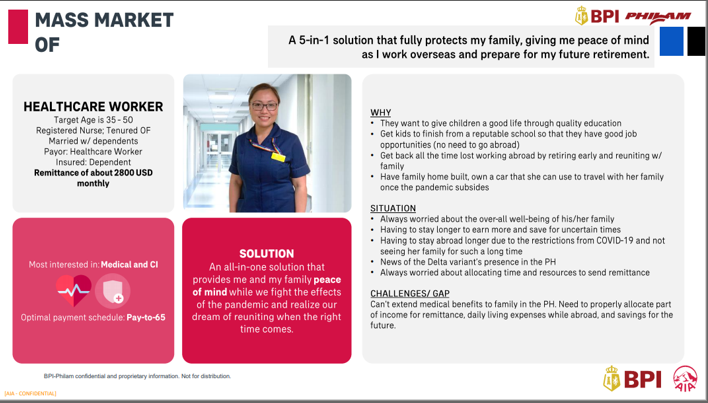 MASS MARKET
OF
BPI PHILAM
A 5-in-1 solution that fully protects my family, giving me peace of mind
as I work overseas and prepare for my future retirement.
HEALTHCARE WORKER
Target Age is 35 - 50
Registered Nurse; Tenured OF
Married w/ dependents
Payor: Healthcare Worker
Insured: Dependent
Remittance of about 2800 USD
monthly
Most interested in: Medical and CI
Optimal payment schedule: Pay-to-65
SOLUTION
An all-in-one solution that
provides me and my family peace
of mind while we fight the effects
of the pandemic and realize our
dream of reuniting when the right
time comes.
WHY
• They want to give children a good life through quality education
• Get kids to finish from a reputable school so that they have good job
opportunities (no need to go abroad)
• Get back all the time lost working abroad by retiring early and reuniting w/
family
• Have family home built, own a car that she can use to travel with her family
once the pandemic subsides
SITUATION
• Always worried about the over-all well-being of his/her family
• Having to stay longer to earn more and save for uncertain times
• Having to stay abroad longer due to the restrictions from COVID-19 and not
seeing her family for such a long time
• News of the Delta variant's presence in the PH
• Always worried about allocating time and resources to send remittance
CHALLENGES/ GAP
Can't extend medical benefits to family in the PH. Need to properly allocate part
of income for remittance, daily living expenses while abroad, and savings for the
future.
BPI-Philam confidential and proprietary information. Not for distribution.
[AIA - CONFIDENTIAL]
BPI AIA